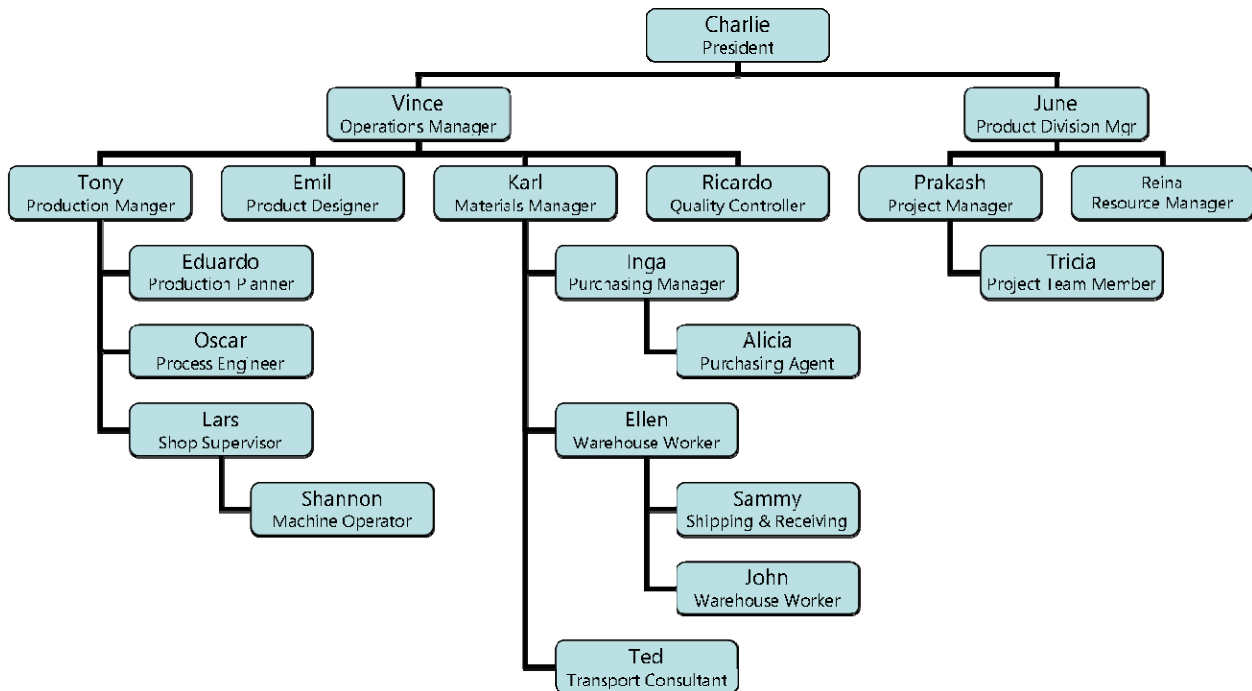 Charlie
President
Vince
Operations Manager
June
Product Division Mgr
Tony
Production Manger
Emil
Product Designer
Karl
Materials Manager
Ricardo
Quality Controller
Prakash
Project Manager
Reina
Resource Manager
Eduardo
Production Planner
Inga
Purchasing Manager
Tricia
Project Team Member
Oscar
Process Engineer
Alicia
Purchasing Agent
Lars
Shop Supervisor
Ellen
Warehouse Worker
Shannon
Machine Operator
Sammy
Shipping & Receiving
John
Warehouse Worker
Ted
Transport Consultant